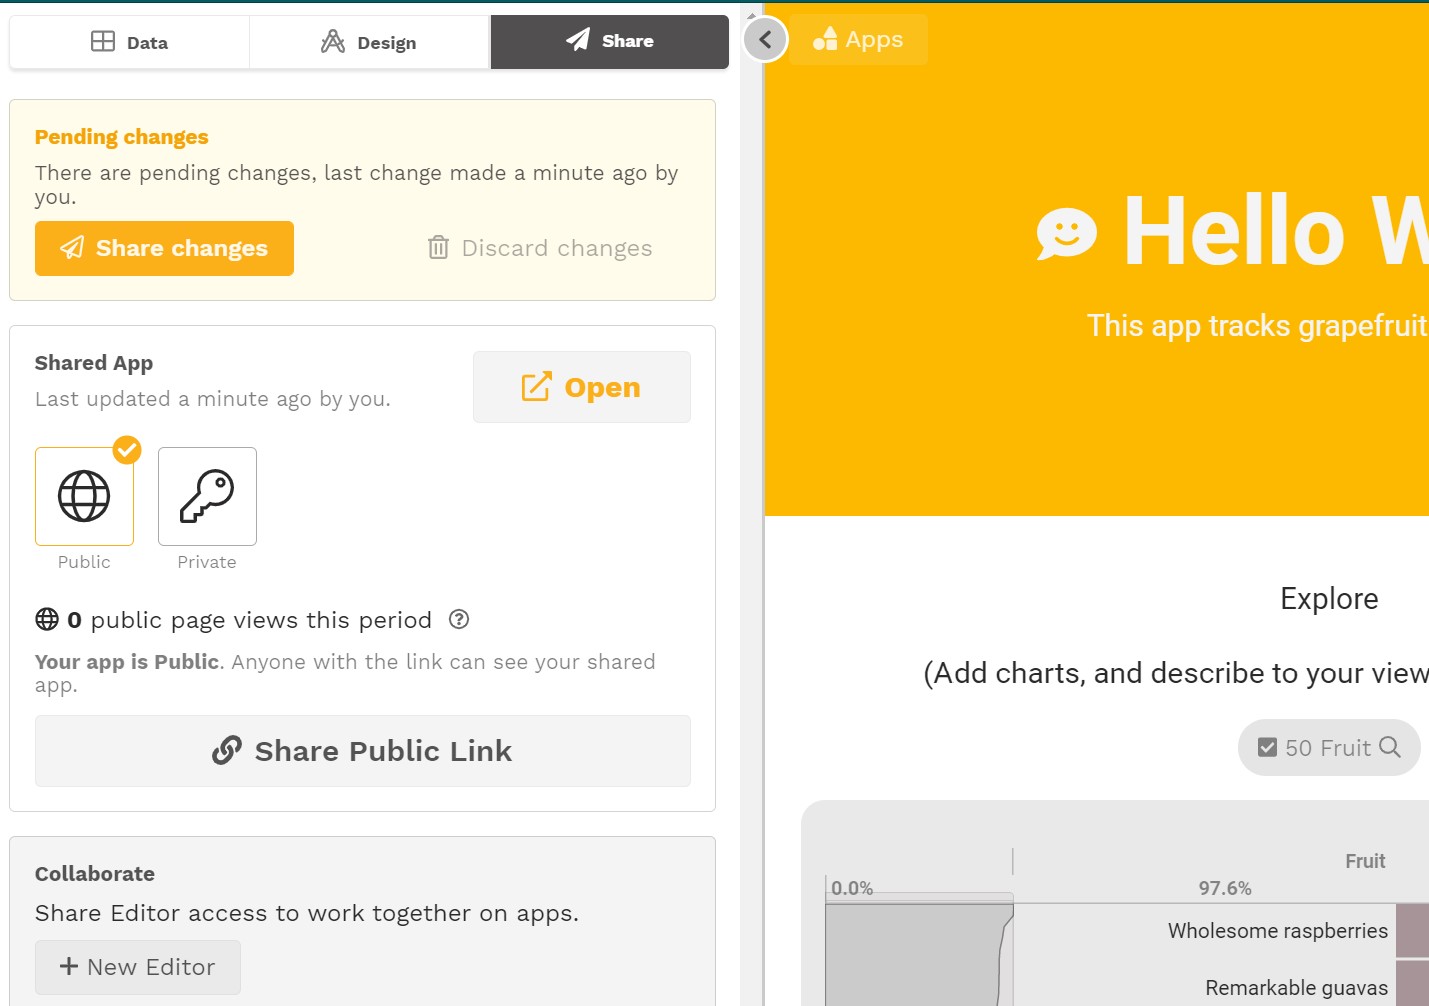 Data
Design
Share
Pending changes
There are pending changes, last change made a minute ago by
you.
Share changes
Discard changes
Shared App
Last updated a minute ago by you.
Open
Public
Private
0 public page views this period
Your app is Public. Anyone with the link can see your shared
app.
Share Public Link
Collaborate
Share Editor access to work together on apps.
+ New Editor
Apps
Hello W
This app tracks grapefruit
Explore
(Add charts, and describe to your view
50 Fruit
Fruit
0.0%
97.6%
Wholesome raspberries
Remarkable guavas